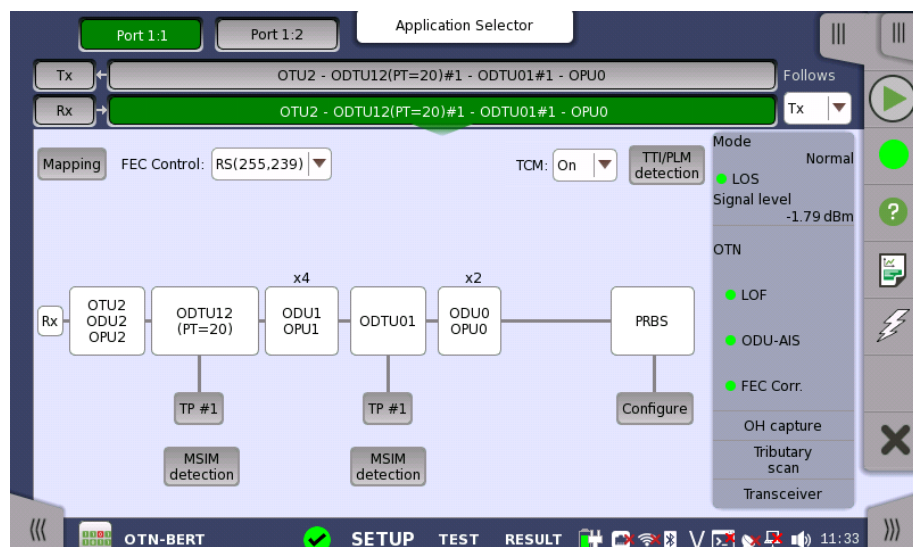 Port 1:1
Port 1:2
Application Selector
Tx
OTU2 - ODTU12(PT=20)#1 - ODTU01#1 - OPU0
Follows
Rx
OTU2 - ODTU12(PT=20)#1 - ODTU01#1 - OPU0
Tx
Mapping
FEC Control:
RS(255,239)
TCM:
On
TTI/PLM
detection
Mode
Normal
LOS
Signal level
-1.79 dBm
OTN
LOF
ODU-AIS
FEC Corr.
OH capture
Tributary
scan
Transceiver
x4
x2
Rx
OTU2
ODU2
OPU2
ODTU12
(PT=20)
ODU1
OPU1
ODTU01
ODU0
OPU0
PRBS
TP #1
TP #1
Configure
MSIM
detection
MSIM
detection
OTN-BERT
SETUP
TEST
RESULT
V
11:33